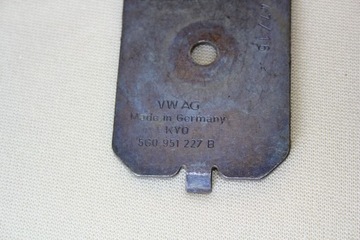 VW AG
Made in Germany
KYO
5G0 951 227 B